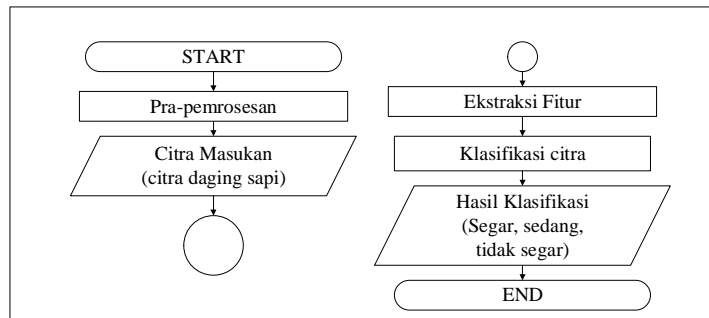 START
Pra-pemrosesan
Citra Masukan
(citra daging sapi)
Ekstraksi Fitur
Klasifikasi citra
Hasil Klasifikasi
(Segar, sedang,
tidak segar)
END